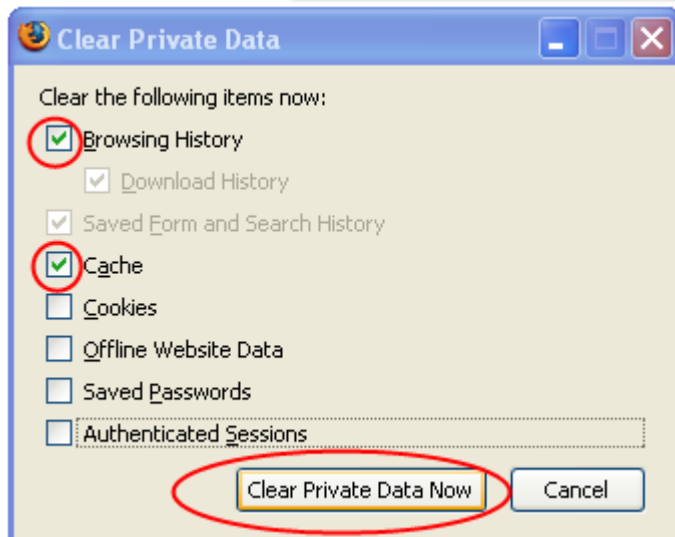 Clear Private Data
Clear the following items now:
Browsing History
Download History
Saved Form and Search History
Cache
Cookies
Offline Website Data
Saved Passwords
Authenticated Sessions
Clear Private Data Now Cancel